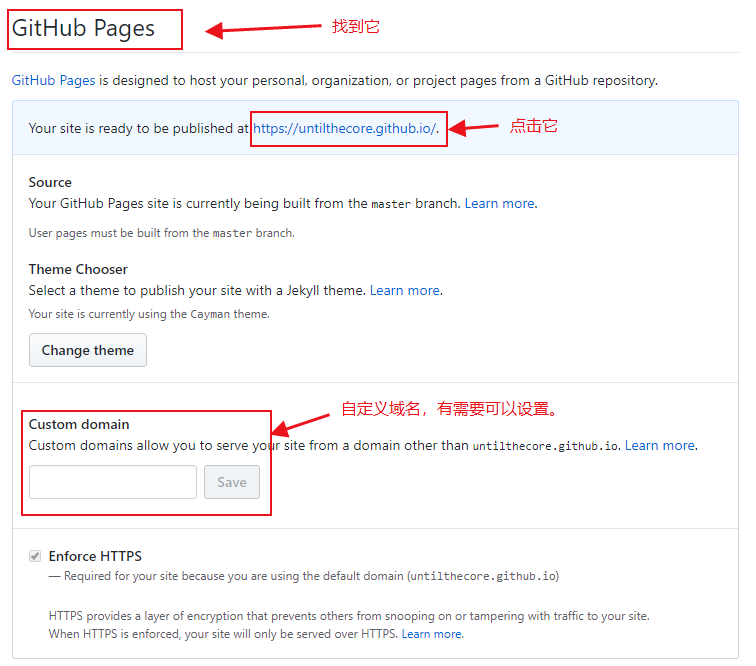 GitHub Pages
找到它
GitHub Pages is designed to host your personal, organization, or project pages from a GitHub repository.
Your site is ready to be published at https://untilthecore.github.io/.
点击它
Source
Your GitHub Pages site is currently being built from the master branch. Learn more.
User pages must be built from the master branch.
Theme Chooser
Select a theme to publish your site with a Jekyll theme. Learn more.
Your site is currently using the Cayman theme.
Change theme
自定义域名，有需要可以设置。
Custom domain
Custom domains allow you to serve your site from a domain other than untilthecore.github.io. Learn more.
Save
Enforce HTTPS
— Required for your site because you are using the default domain (untilthecore.github.io)
HTTPS provides a layer of encryption that prevents others from snooping on or tampering with traffic to your site.
When HTTPS is enforced, your site will only be served over HTTPS. Learn more.